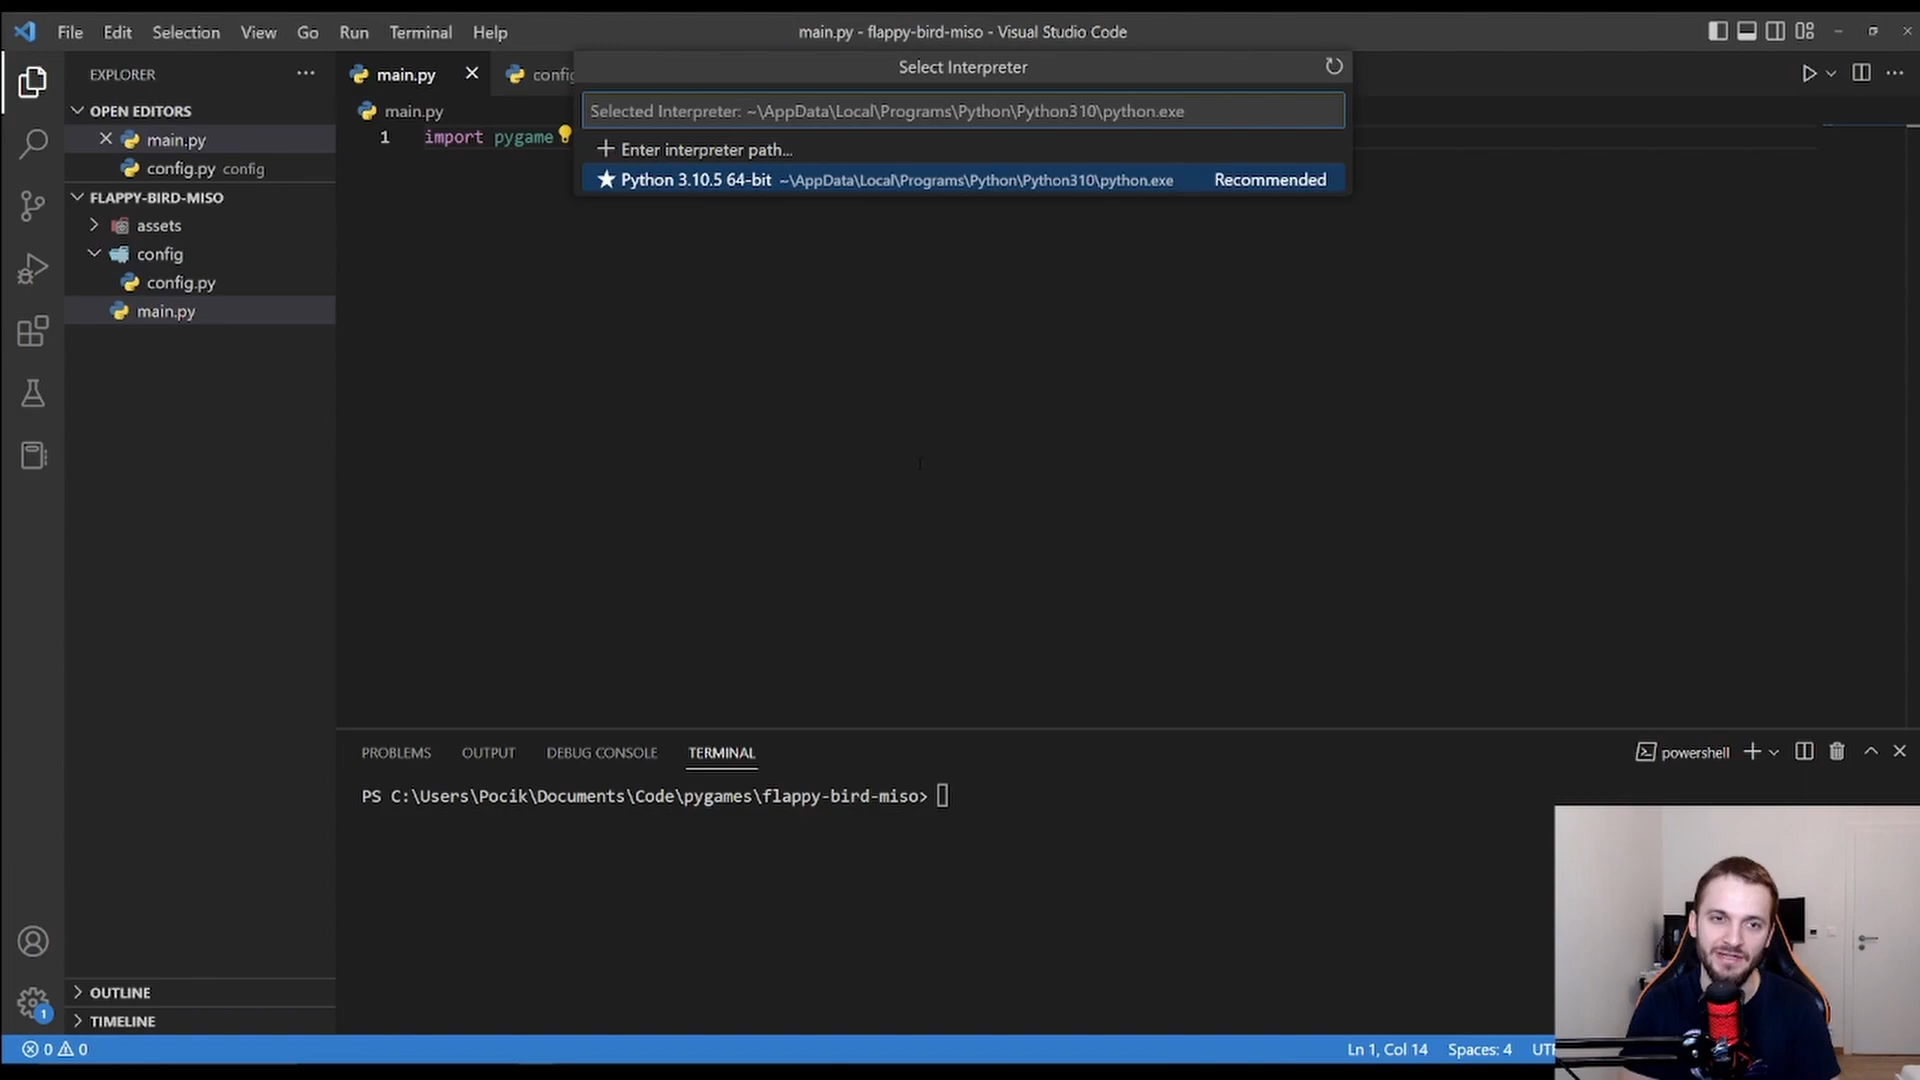 File Edit Selection View Go Run Terminal Help
main.py - flappy-bird-miso - Visual Studio Code
EXPLORER
OPEN EDITORS
main.py
config.py config
FLAPPY-BIRD-MISO
assets
config
config.py
main.py
OUTLINE
TIMELINE
main.py
config
main.py
1 import pygame
Select Interpreter
Selected Interpreter: ~\AppData\Local\Programs\Python\Python310\python.exe
Enter interpreter path...
Python 3.10.5 64-bit ~\AppData\Local\Programs\Python\Python310\python.exe Recommended
PROBLEMS OUTPUT DEBUG CONSOLE TERMINAL
powershell
PS C:\Users\Pocik\Documents\Code\pygames\flappy-bird-miso>
1
0 0
Ln 1, Col 14 Spaces: 4